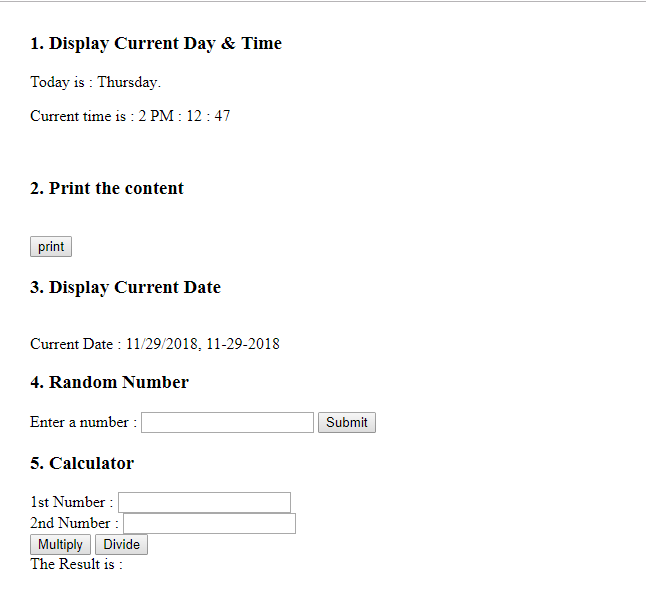 1. Display Current Day & Time
Today is : Thursday.
Current time is : 2 PM : 12 : 47
2. Print the content
print
3. Display Current Date
Current Date : 11/29/2018, 11-29-2018
4. Random Number
Enter a number : Submit
5. Calculator
1st Number :
2nd Number :
Multiply Divide
The Result is :